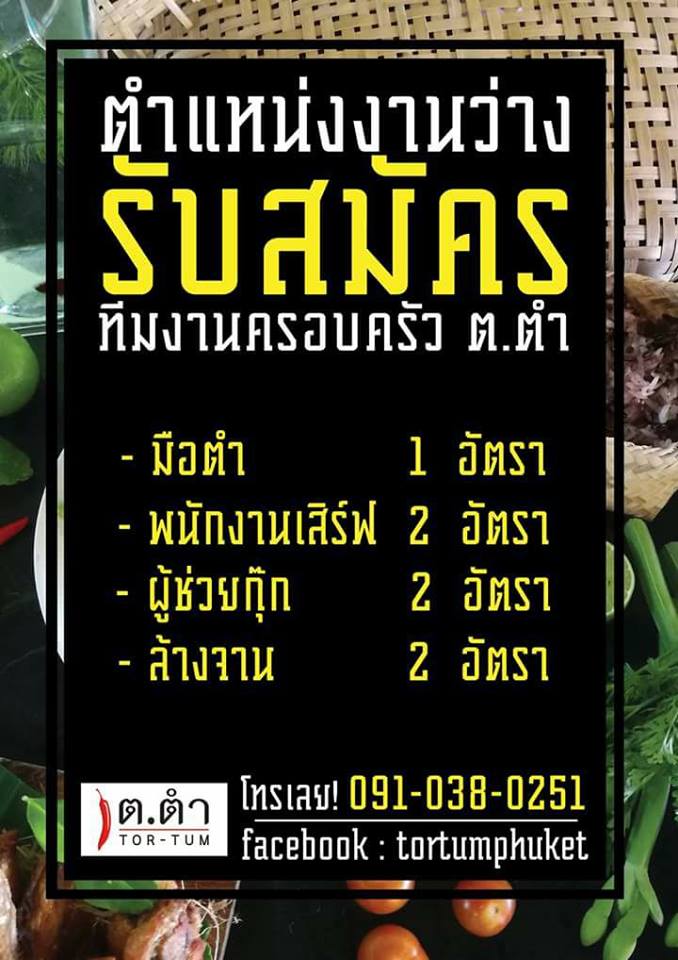 ตำแหน่งงานว่าง
รับสมัคร
ทีมงานครอบครัว ต.ตำ
- มือตำ 1 อัตรา
- พนักงานเสิร์ฟ 2 อัตรา
- ผู้ช่วยกุ๊ก 2 อัตรา
- ล้างจาน 2 อัตรา
ต.ตำ
TOR-TUM
โทรเลย! 091-038-0251
facebook : tortumphuket